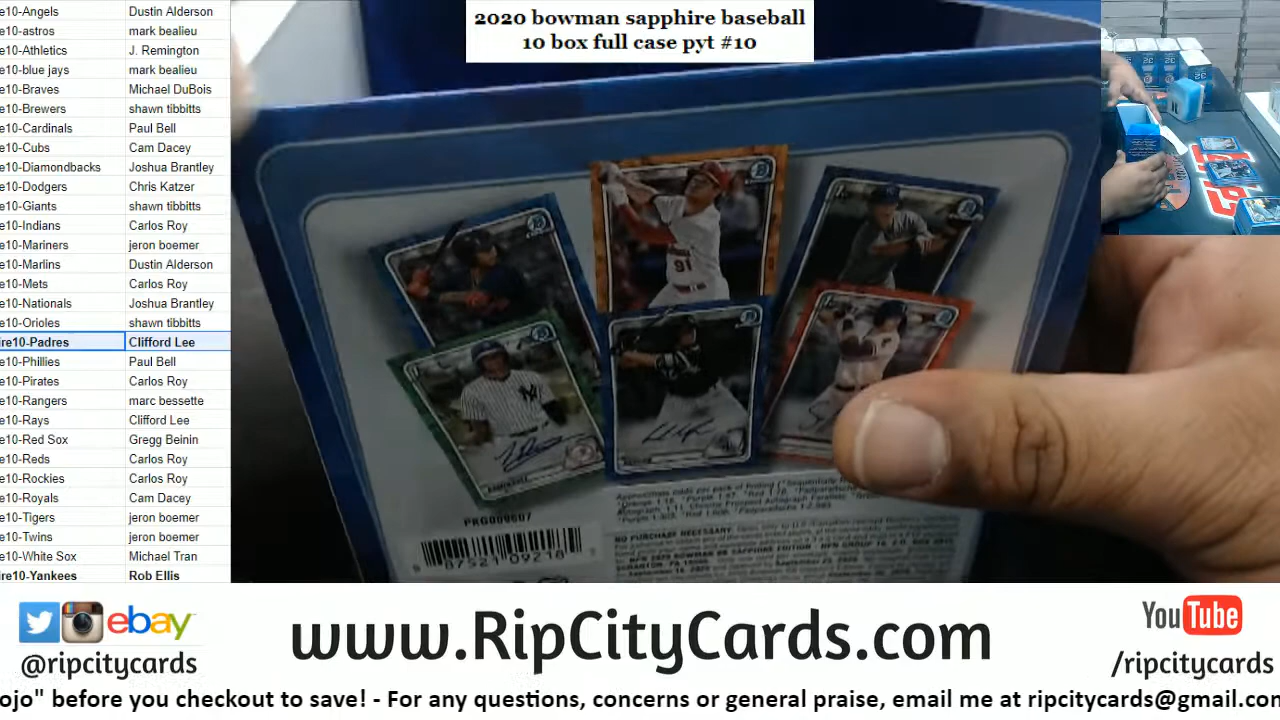 2020 bowman sapphire baseball
10 box full case pyt #10
e10-Angels Dustin Alderson
e10-astros mark bealieu
e10-Athletics J. Remington
e10-blue jays mark bealieu
e10-Braves Michael DuBois
e10-Brewers shawn tibbitts
e10-Cardinals Paul Bell
e10-Cubs Cam Dacey
e10-Diamondbacks Joshua Brantley
e10-Dodgers Chris Katzer
e10-Giants shawn tibbitts
e10-Indians Carlos Roy
e10-Mariners jeron boemer
e10-Marlins Dustin Alderson
e10-Mets Carlos Roy
e10-Nationals Joshua Brantley
e10-Orioles shawn tibbitts
ire10-Padres Clifford Lee
e10-Phillies Paul Bell
e10-Pirates Carlos Roy
e10-Rangers marc bessette
e10-Rays Clifford Lee
e10-Red Sox Gregg Beinin
e10-Reds Carlos Roy
e10-Rockies Carlos Roy
e10-Royals Cam Dacey
e10-Tigers jeron boemer
e10-Twins jeron boemer
e10-White Sox Michael Tran
ire10-Yankees Rob Ellis
91
PRG009607
NO PURCHASE NECESSARY.
ebay
@ripcitycards
www.RipCityCards.com
YouTube
/ripcitycards
ojo" before you checkout to save! - For any questions, concerns or general praise, email me at ripcitycards@gmail.con